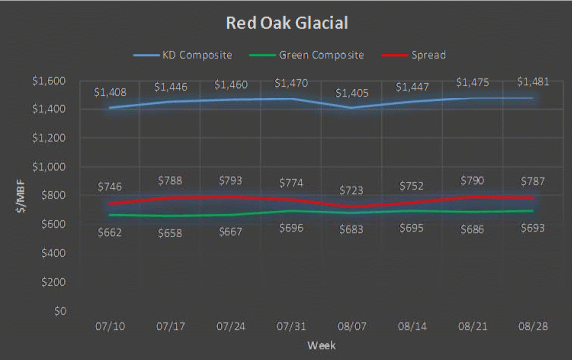 Red Oak Glacial
KD Composite Green Composite Spread
$1,600
$1,400
$1,200
$1,000
$800
$600
$400
$200
$0
$/MBF
$1,408 $1,446 $1,460 $1,470 $1,405 $1,447 $1,475 $1,481
$746 $788 $793 $774 $723 $752 $790 $787
$662 $658 $667 $696 $683 $695 $686 $693
07/10 07/17 07/24 07/31 08/07 08/14 08/21 08/28
Week